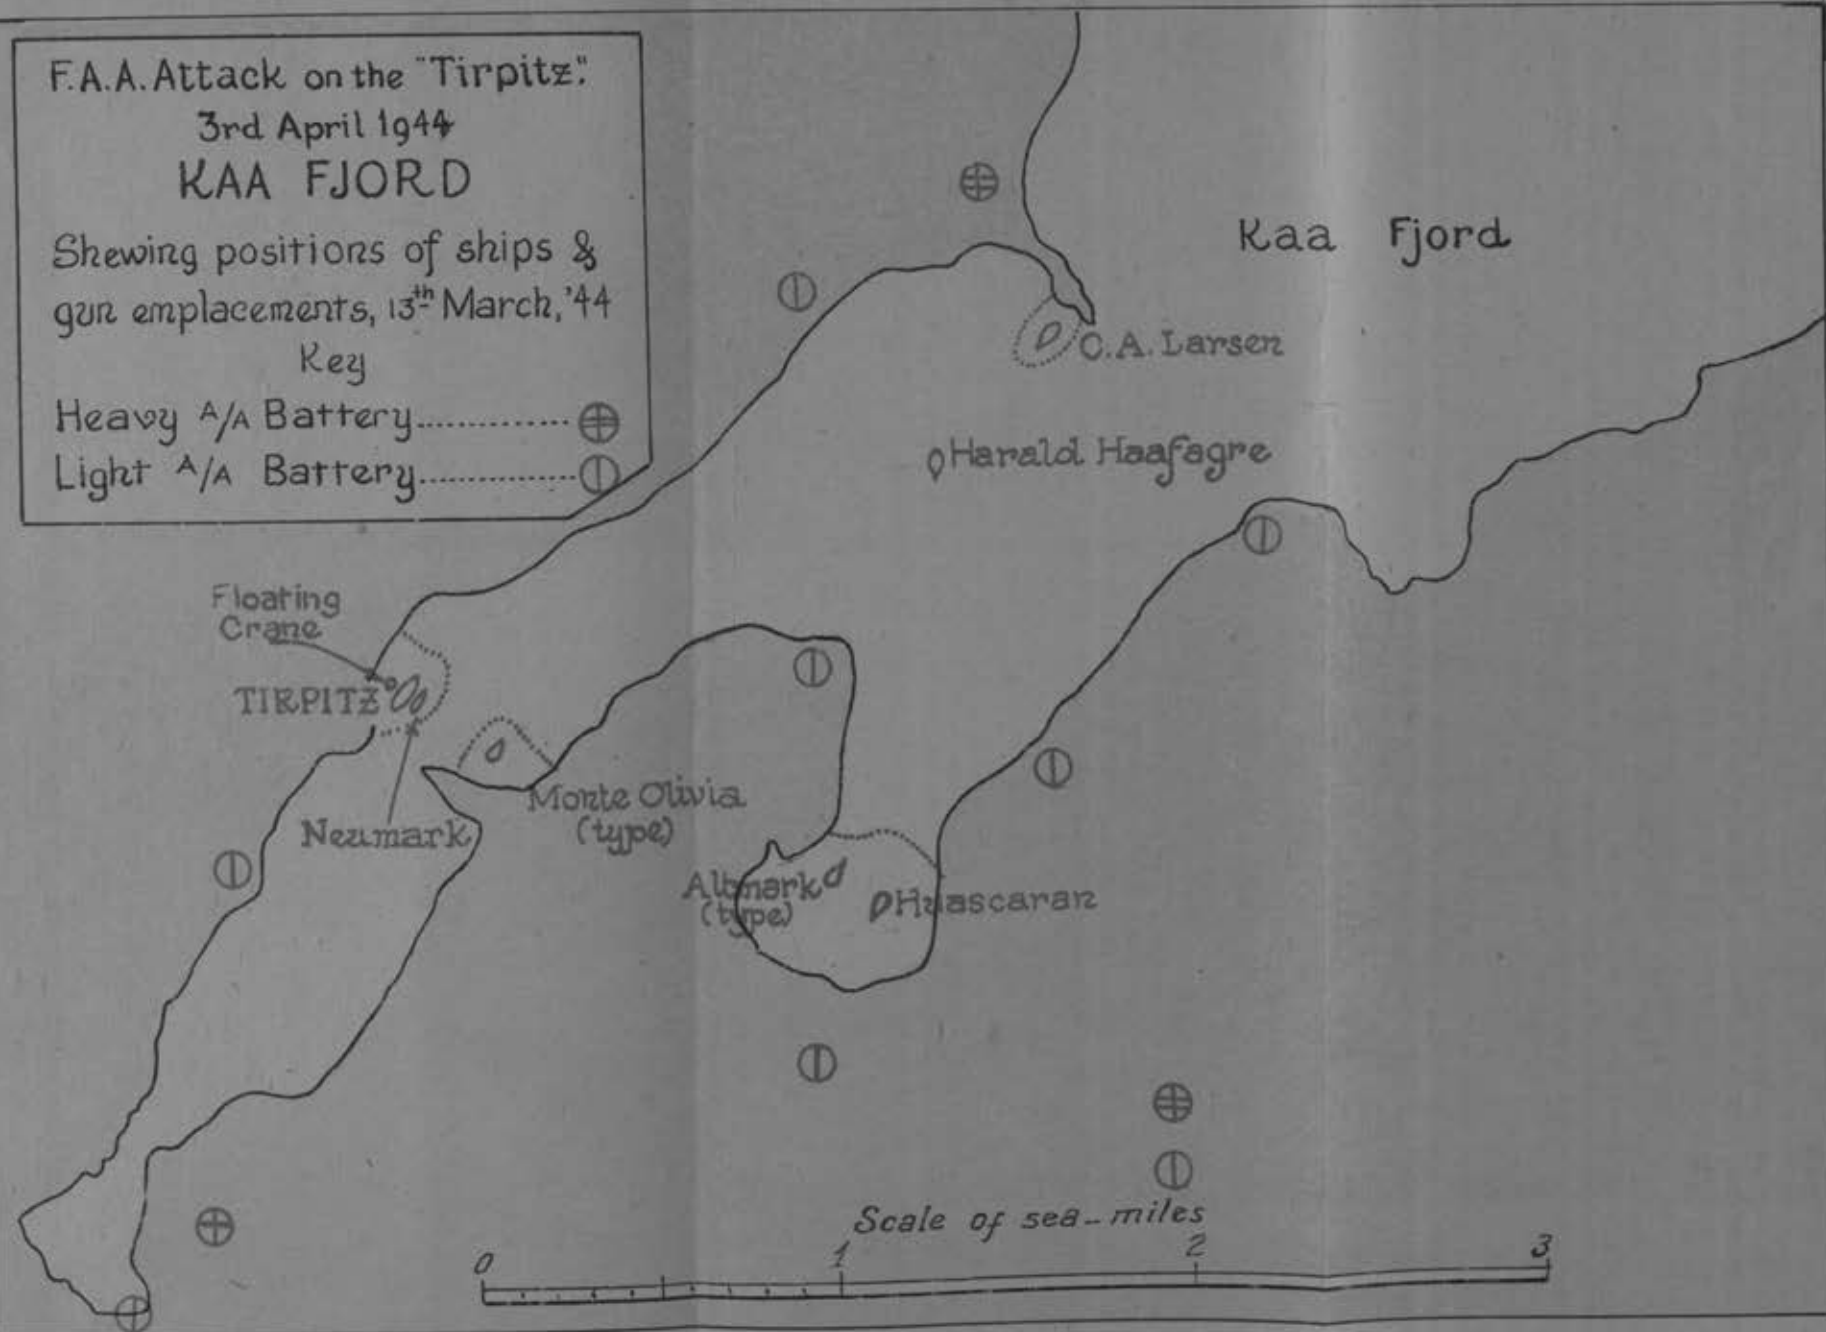 F.A.A. Attack on the "Tirpitz".
3rd April 1944
KAA FJORD
Shewing positions of ships &
gun emplacements, 13th March, '44
Key
Heavy A/A Battery..............
Light A/A Battery..............
Kaa Fjord
C.A. Larsen
Harald Haafagre
Floating
Crane
TIRPITZ
Neumark
Monte Olivia
(type)
Altmark
(type)
Huascaran
Scale of sea-miles
0 1 2 3